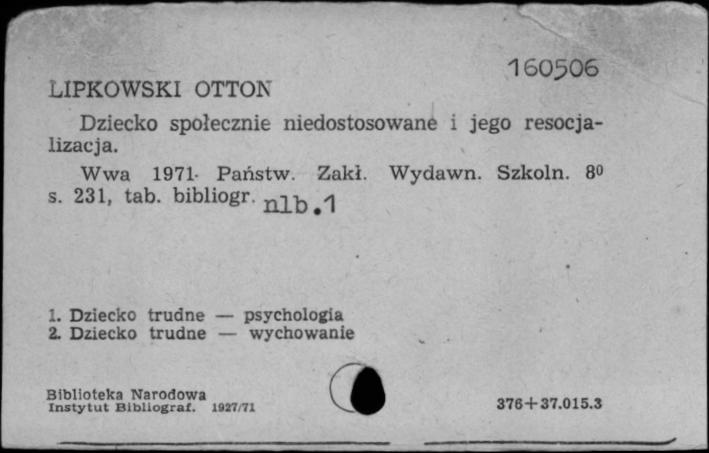 160506
LIPKOWSKI OTTON
Dziecko społecznie niedostosowane i jego resocja-
lizacja.
Wwa 1971. Państw. Zakł. Wydawn. Szkoln. 8⁰
s. 231, tab. bibliogr. nlb.1
1. Dziecko trudne — psychologia
2. Dziecko trudne — wychowanie
Biblioteka Narodowa
Instytut Bibliograf. 1927/71
376+37.015.3